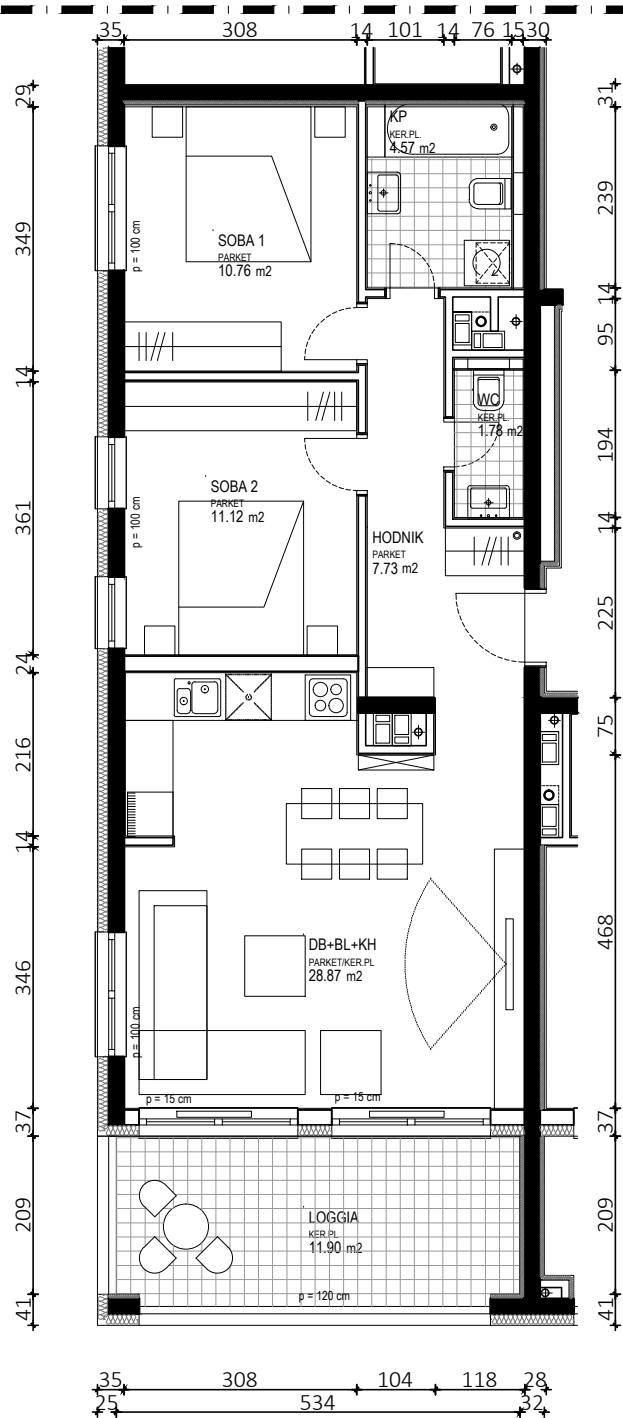 35 308 14 101 14 76 15 30
29
349
14
361
24
216
14
346
37
209
41
31
239
14
95
194
14
225
75
468
37
209
41
KP
KER.PL.
4.57 m2
SOBA 1
PARKET
10.76 m2
p = 100 cm
WC
KER.PL.
1.78 m2
SOBA 2
PARKET
11.12 m2
p = 100 cm
HODNIK
PARKET
7.73 m2
DB+BL+KH
PARKET/KER.PL
28.87 m2
p = 100 cm
p = 15 cm
p = 15 cm
LOGGIA
KER.PL
11.90 m2
p = 120 cm
35 308 104 118 28
25 534 32